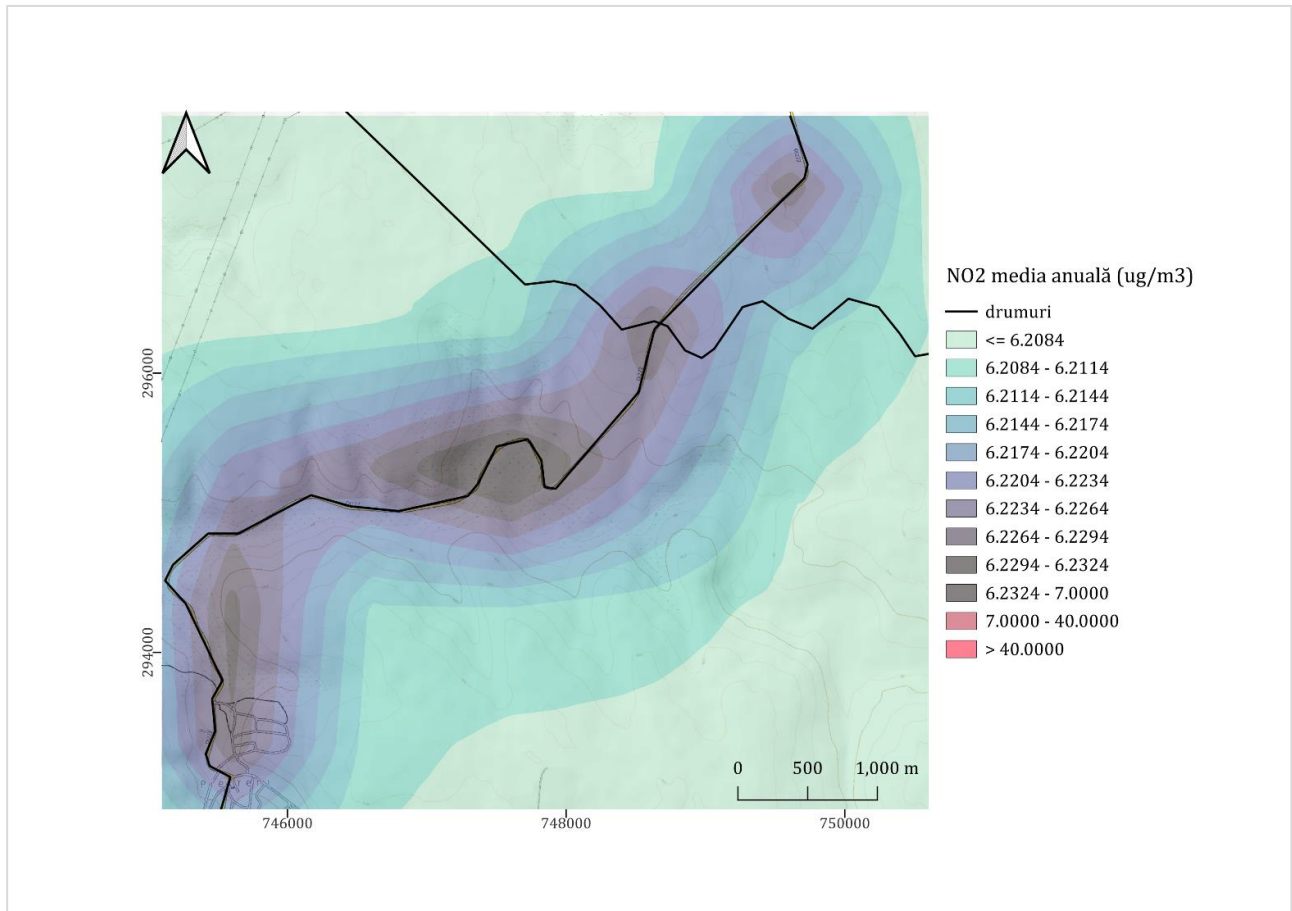 NO2 media anuală (ug/m3)
drumuri
<= 6.2084
6.2084 - 6.2114
6.2114 - 6.2144
6.2144 - 6.2174
6.2174 - 6.2204
6.2204 - 6.2234
6.2234 - 6.2264
6.2264 - 6.2294
6.2294 - 6.2324
6.2324 - 7.0000
7.0000 - 40.0000
> 40.0000
296000
294000
0 500 1,000 m
746000 748000 750000